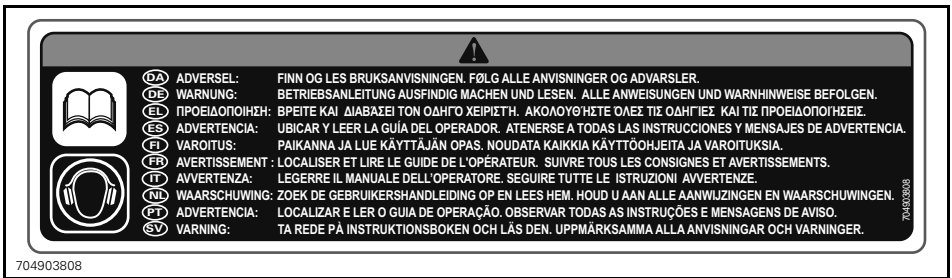 DA ADVERSEL: FINN OG LES BRUKSANVISNINGEN. FØLG ALLE ANVISNINGER OG ADVARSLER.
DE WARNUNG: BETRIEBSANLEITUNG AUSFINDIG MACHEN UND LESEN. ALLE ANWEISUNGEN UND WARNHINWEISE BEFOLGEN.
EL ΠΡΟΕΙΔΟΠΟΙΗΣΗ: ΒΡΕΙΤΕ ΚΑΙ ΔΙΑΒΆΣΕΙ ΤΟΝ ΟΔΗΓΌ ΧΕΙΡΙΣΤΉ. ΑΚΟΛΟΥΘΉΣΤΕ ΌΛΕΣ ΤΙΣ ΟΔΗΓΊΕΣ ΚΑΙ ΤΙΣ ΠΡΟΕΙΔΟΠΟΙΉΣΕΙΣ.
ES ADVERTENCIA: UBICAR Y LEER LA GUÍA DEL OPERADOR. ATENERSE A TODAS LAS INSTRUCCIONES Y MENSAJES DE ADVERTENCIA.
FI VAROITUS: PAIKANNA JA LUE KÄYTTÄJÄN OPAS. NOUDATA KAIKKIA KÄYTTÖOHJEITA JA VAROITUKSIA.
FR AVERTISSEMENT : LOCALISER ET LIRE LE GUIDE DE L'OPÉRATEUR. SUIVRE TOUS LES CONSIGNES ET AVERTISSEMENTS.
IT AVVERTENZA: LEGERRE IL MANUALE DELL'OPERATORE. SEGUIRE TUTTE LE ISTRUZIONI AVVERTENZE.
NL WAARSCHUWING: ZOEK DE GEBRUIKERSHANDLEIDING OP EN LEES HEM. HOUD U AAN ALLE AANWIJZINGEN EN WAARSCHUWINGEN.
PT ADVERTENCIA: LOCALIZAR E LER O GUIA DE OPERAÇÃO. OBSERVAR TODAS AS INSTRUÇÕES E MENSAGENS DE AVISO.
SV VARNING: TA REDE PÅ INSTRUKTIONSBOKEN OCH LÄS DEN. UPPMÄRKSAMMA ALLA ANVISNINGAR OCH VARNINGER.
704903808
704903808